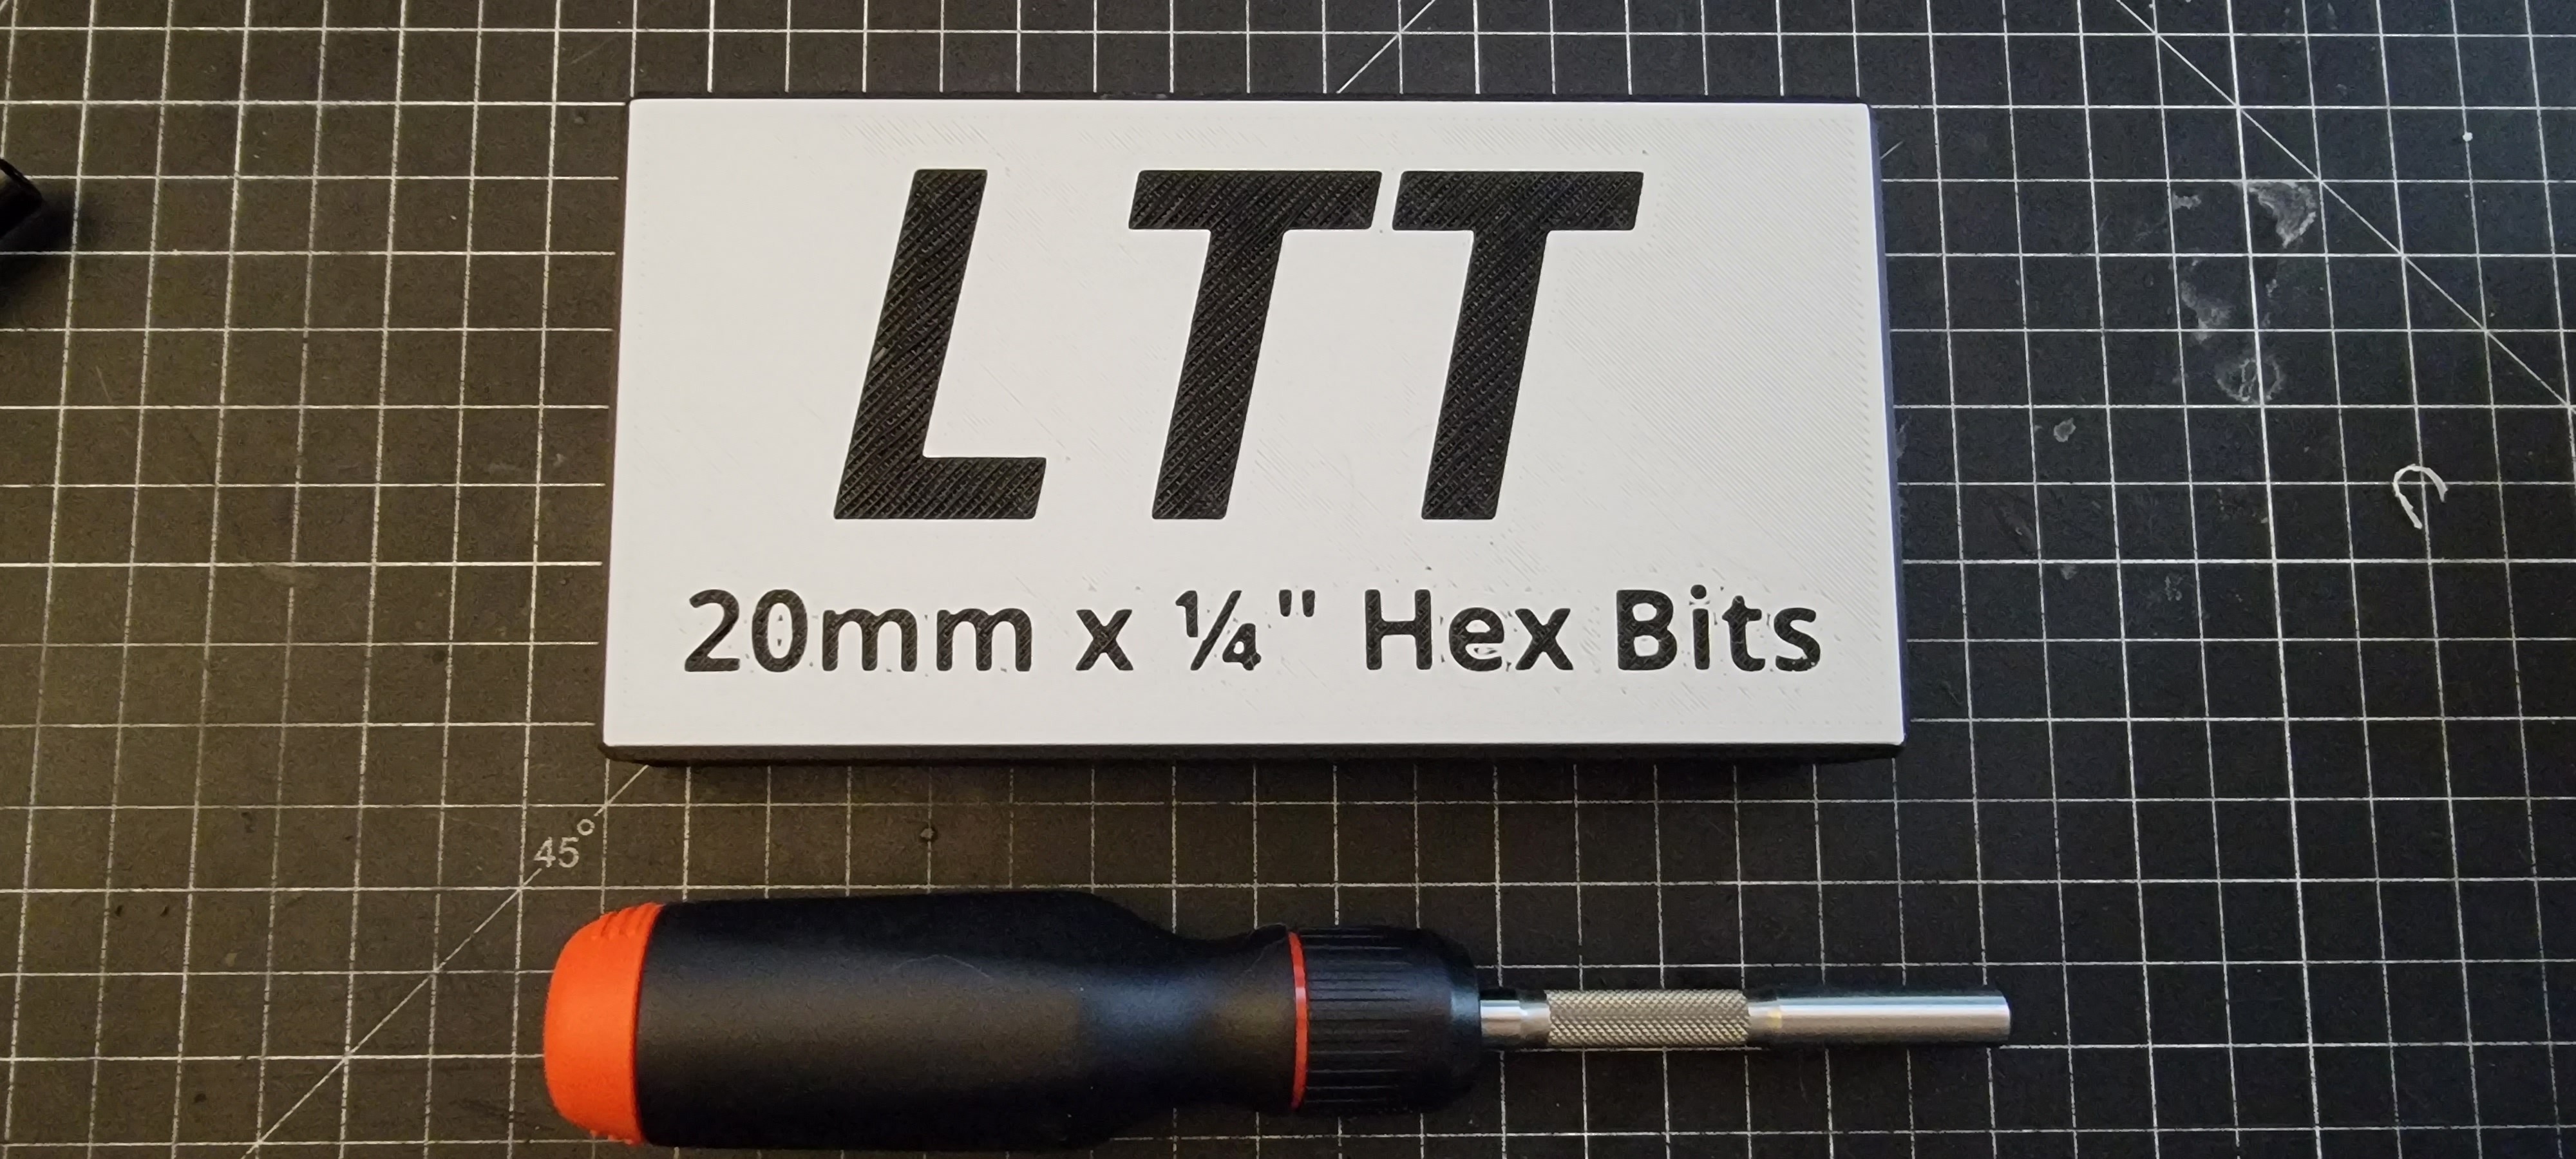 LTT
20mm x ¼" Hex Bits
45°